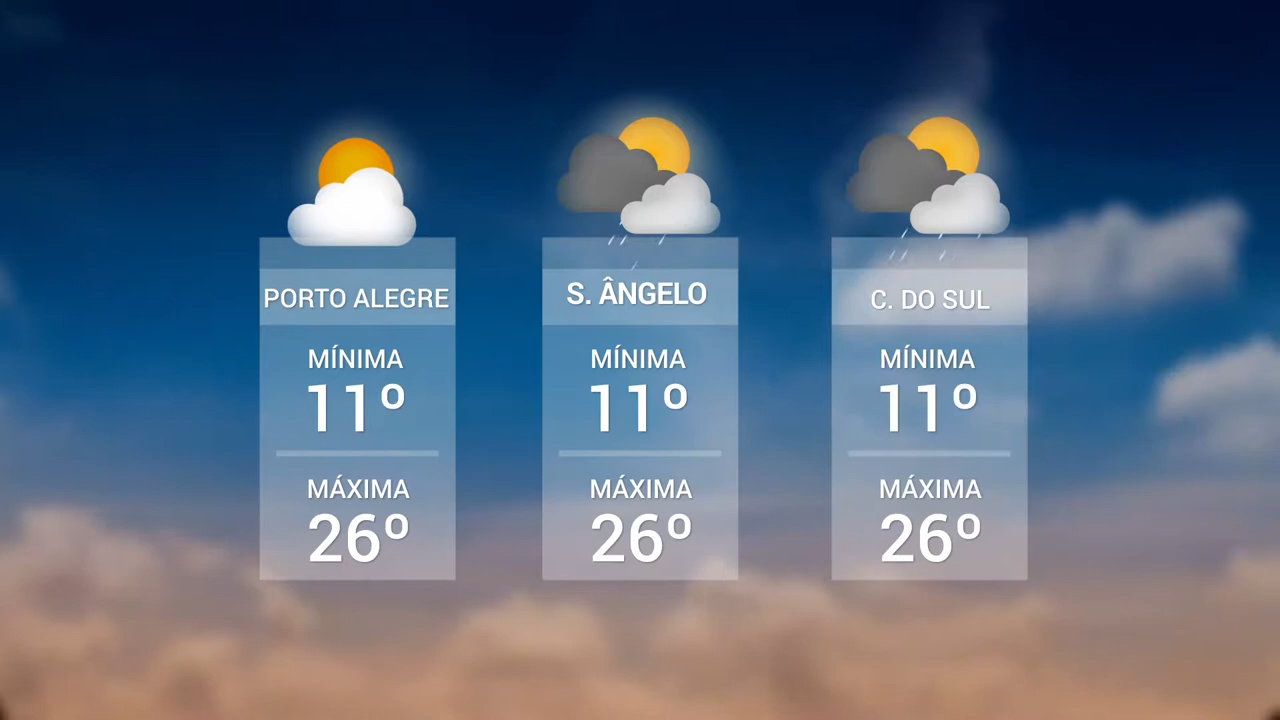 PORTO ALEGRE
MÍNIMA
11º
MÁXIMA
26º
S. ÂNGELO
MÍNIMA
11º
MÁXIMA
26º
C. DO SUL
MÍNIMA
11º
MÁXIMA
26º